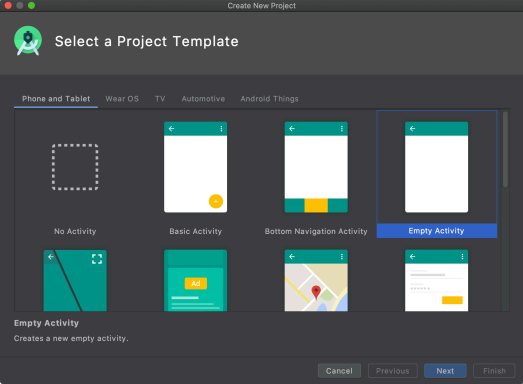 Create New Project
Select a Project Template
Phone and Tablet Wear OS TV Automotive Android Things
No Activity Basic Activity Bottom Navigation Activity Empty Activity
Ad
Empty Activity
Creates a new empty activity.
Cancel Previous Next Finish